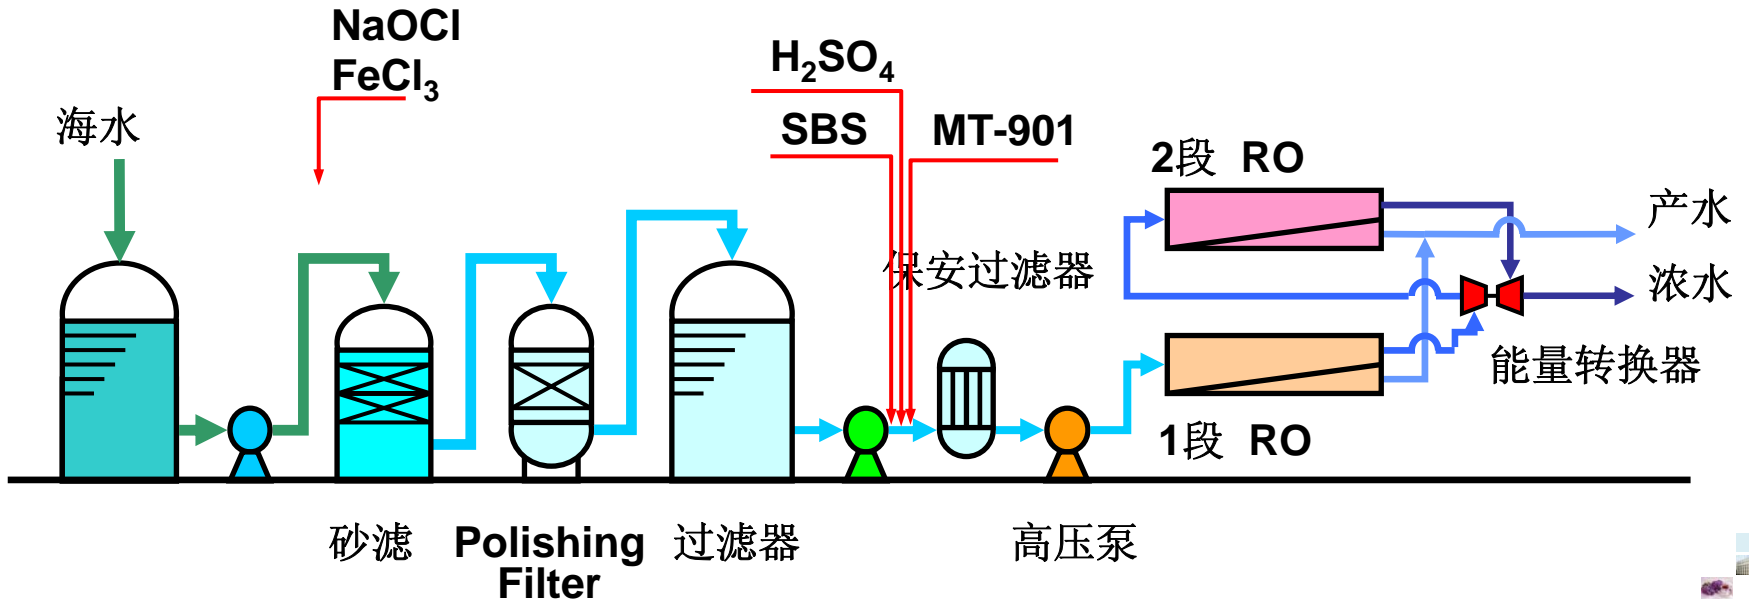 NaOCl
FeCl₃
海水
H₂SO₄
SBS
MT-901
2段 RO
产水
保安过滤器
浓水
能量转换器
1段 RO
砂滤
Polishing
Filter
过滤器
高压泵